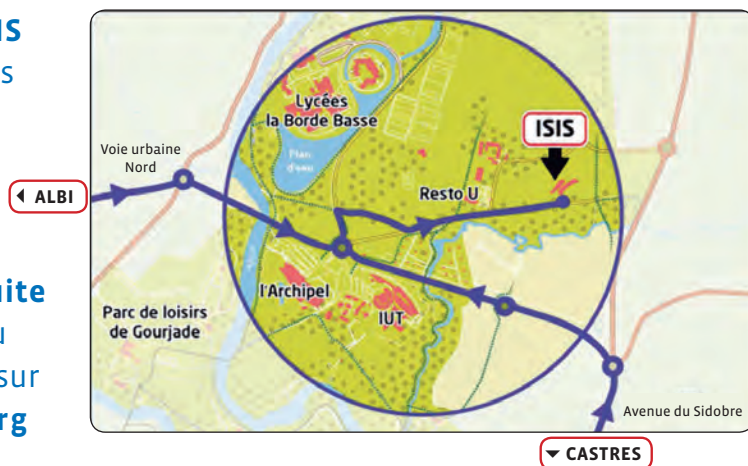 IS
s
uite
u
sur
rg
Lycées
la Borde Basse
Plan
d'eau
ISIS
Voie urbaine
Nord
ALBI
Resto U
l'Archipel
IUT
Parc de loisirs
de Gourjade
Avenue du Sidobre
CASTRES